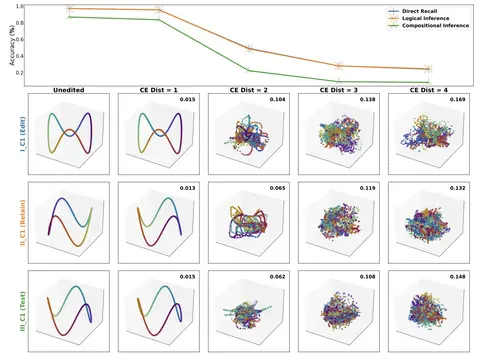 1.0
0.8
0.6
0.4
0.2
Accuracy (%)
Direct Recall
Logical Inference
Compositional Inference
Unedited CE Dist = 1 CE Dist = 2 CE Dist = 3 CE Dist = 4
I_C1 (Edit)
0.015 0.104 0.138 0.169
II_C1 (Retain)
0.013 0.065 0.119 0.132
III_C1 (Test)
0.015 0.062 0.108 0.148